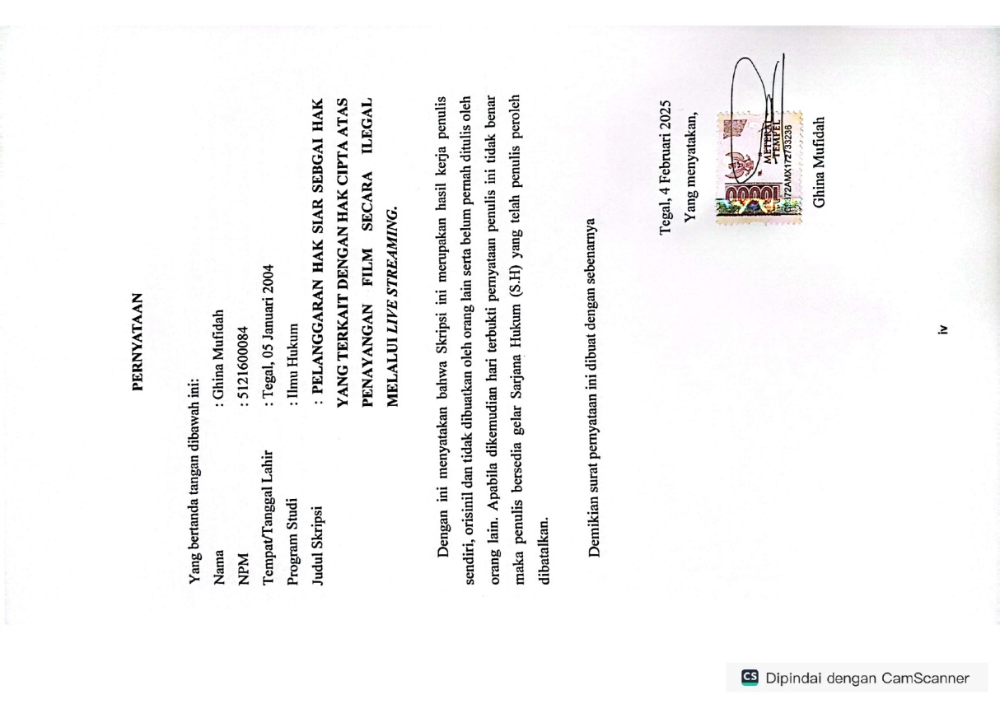 PERNYATAAN
Yang bertanda tangan dibawah ini:
Nama : Ghina Mufidah
NPM : 5121600084
Tempat/Tanggal Lahir : Tegal, 05 Januari 2004
Program Studi : Ilmu Hukum
Judul Skripsi : PELANGGARAN HAK SIAR SEBGAI HAK
YANG TERKAIT DENGAN HAK CIPTA ATAS
PENAYANGAN FILM SECARA ILEGAL
MELALUI LIVE STREAMING.
Dengan ini menyatakan bahwa Skripsi ini merupakan hasil kerja penulis
sendiri, orisinil dan tidak dibuatkan oleh orang lain serta belum pernah ditulis oleh
orang lain. Apabila dikemudian hari terbukti pernyataan penulis ini tidak benar
maka penulis bersedia gelar Sarjana Hukum (S.H) yang telah penulis peroleh
dibatalkan.
Demikian surat pernyataan ini dibuat dengan sebenarnya
Tegal, 4 Februari 2025
Yang menyatakan,
10000
METERAI
TEMPEL
Ghina Mufidah
iv
CS Dipindai dengan CamScanner